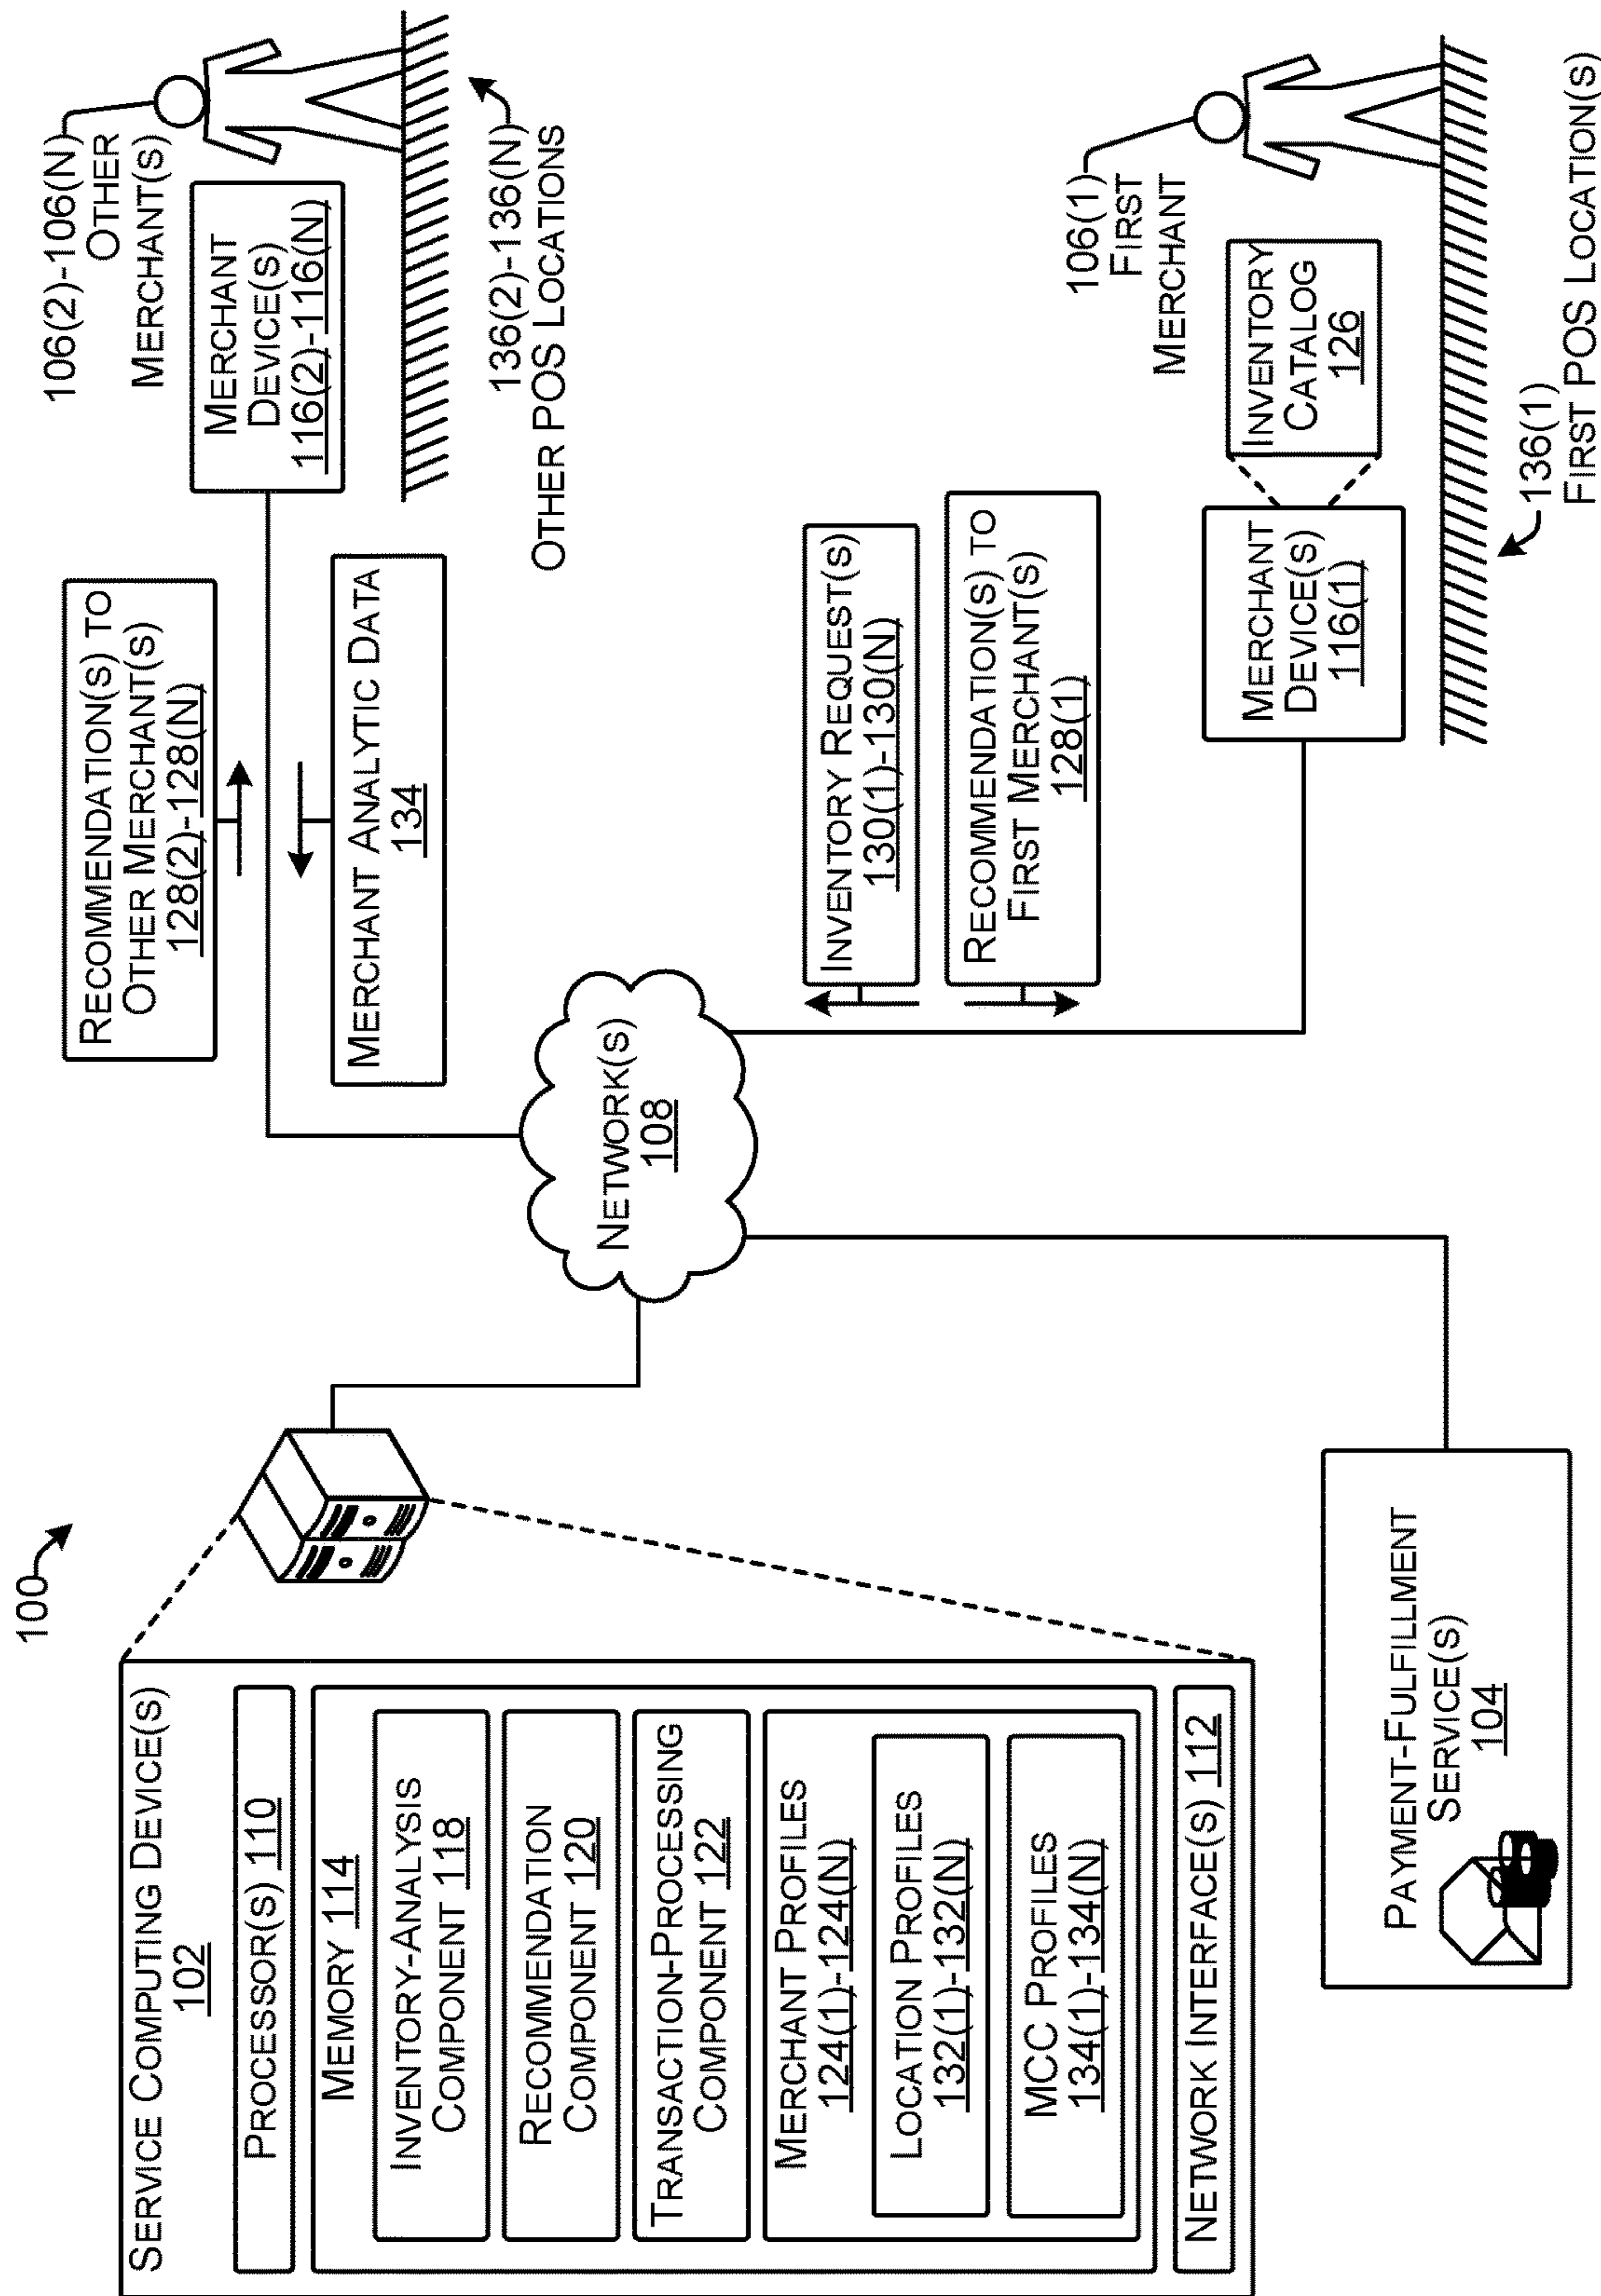 100
SERVICE COMPUTING DEVICE(S)
102
PROCESSOR(S) 110
MEMORY 114
INVENTORY-ANALYSIS
COMPONENT 118
RECOMMENDATION
COMPONENT 120
TRANSACTION-PROCESSING
COMPONENT 122
MERCHANT PROFILES
124(1)-124(N)
LOCATION PROFILES
132(1)-132(N)
MCC PROFILES
134(1)-134(N)
NETWORK INTERFACE(S) 112
PAYMENT-FULFILLMENT
SERVICE(S)
104
NETWORK(S)
108
RECOMMENDATION(S) TO
OTHER MERCHANT(S)
128(2)-128(N)
MERCHANT ANALYTIC DATA
134
106(2)-106(N)
OTHER
MERCHANT(S)
MERCHANT
DEVICE(S)
116(2)-116(N)
136(2)-136(N)
OTHER POS LOCATIONS
INVENTORY REQUEST(S)
130(1)-130(N)
RECOMMENDATION(S) TO
FIRST MERCHANT(S)
128(1)
106(1)
FIRST
MERCHANT
INVENTORY
CATALOG
126
MERCHANT
DEVICE(S)
116(1)
136(1)
FIRST POS LOCATION(S)